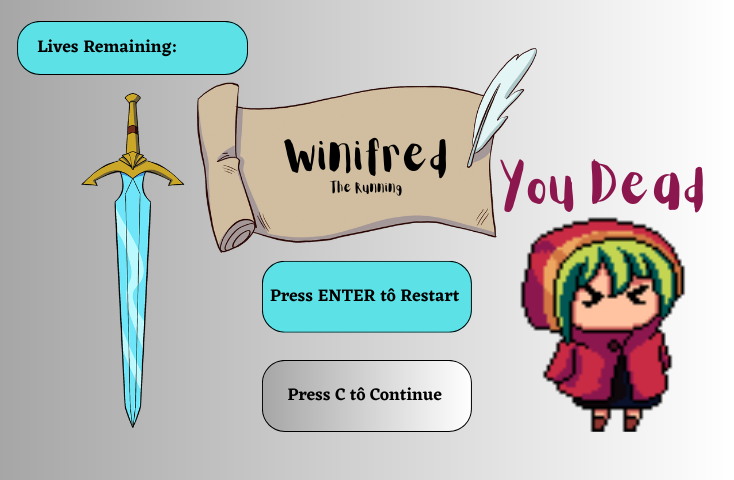 Lives Remaining:
Winifred
The Running
You Dead
Press ENTER tô Restart
Press C tô Continue